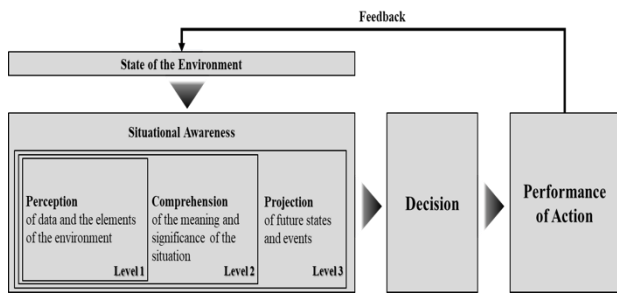 Feedback
State of the Environment
Situational Awareness
Perception
of data and the elements
of the environment
Level 1
Comprehension
of the meaning and
significance of the
situation
Level 2
Projection
of future states
and events
Level 3
Decision
Performance
of Action